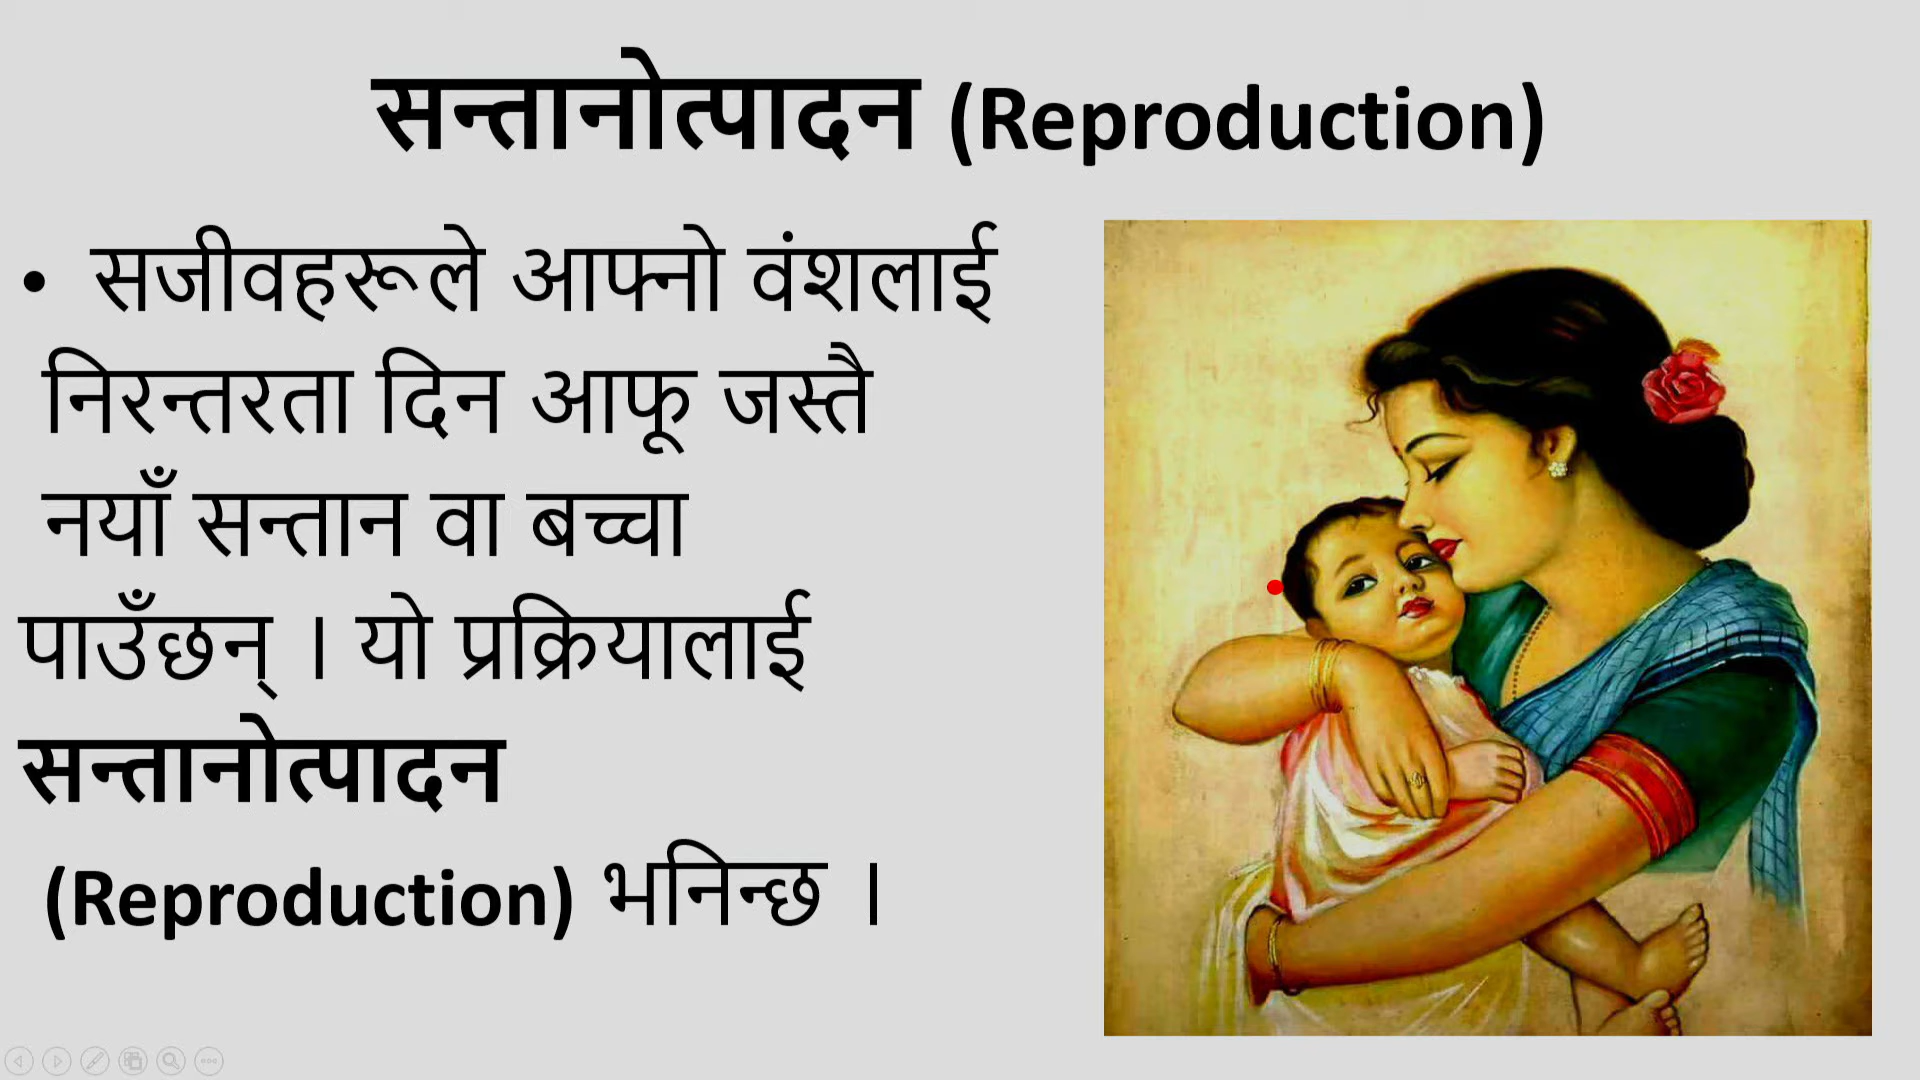 सन्तानोत्पादन (Reproduction)
• सजीवहरूले आफ्नो वंशलाई
निरन्तरता दिन आफू जस्तै
नयाँ सन्तान वा बच्चा
पाउँछन् । यो प्रक्रियालाई
सन्तानोत्पादन
(Reproduction) भनिन्छ ।